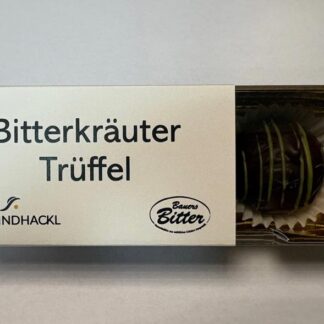 Bitterkräuter
Trüffel
NDHACKL
Bauers
Bitter